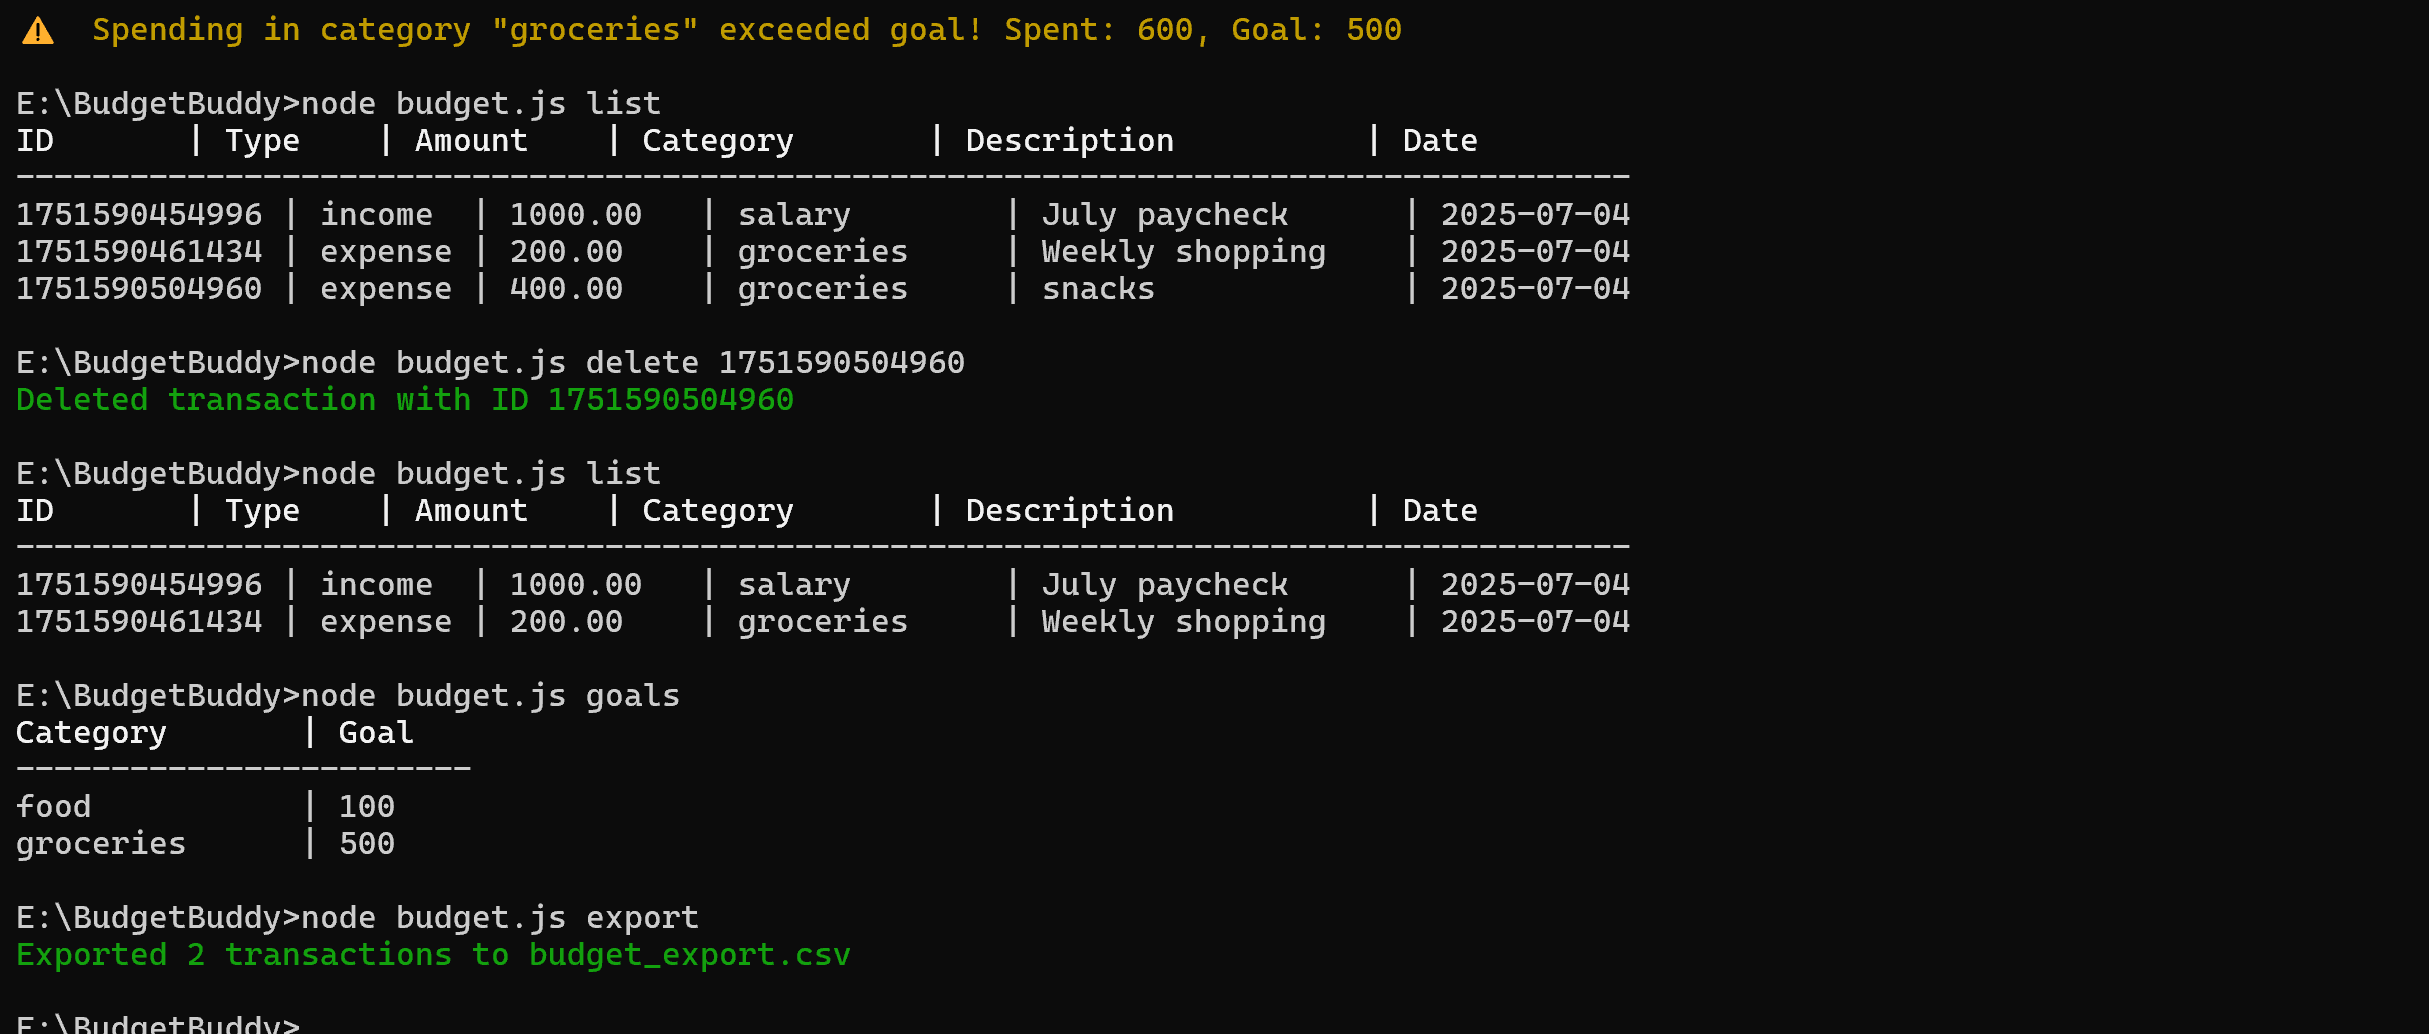 ⚠ Spending in category "groceries" exceeded goal! Spent: 600, Goal: 500
E:\BudgetBuddy>node budget.js list
ID       | Type    | Amount    | Category       | Description          | Date
-------------------------------------------------------------------------------------
1751590454996 | income  | 1000.00   | salary        | July paycheck      | 2025-07-04
1751590461434 | expense | 200.00    | groceries     | Weekly shopping    | 2025-07-04
1751590504960 | expense | 400.00    | groceries     | snacks             | 2025-07-04
E:\BudgetBuddy>node budget.js delete 1751590504960
Deleted transaction with ID 1751590504960
E:\BudgetBuddy>node budget.js list
ID       | Type    | Amount    | Category       | Description          | Date
-------------------------------------------------------------------------------------
1751590454996 | income  | 1000.00   | salary        | July paycheck      | 2025-07-04
1751590461434 | expense | 200.00    | groceries     | Weekly shopping    | 2025-07-04
E:\BudgetBuddy>node budget.js goals
Category       | Goal
------------------------
food           | 100
groceries      | 500
E:\BudgetBuddy>node budget.js export
Exported 2 transactions to budget_export.csv
E:\BudgetBuddy>